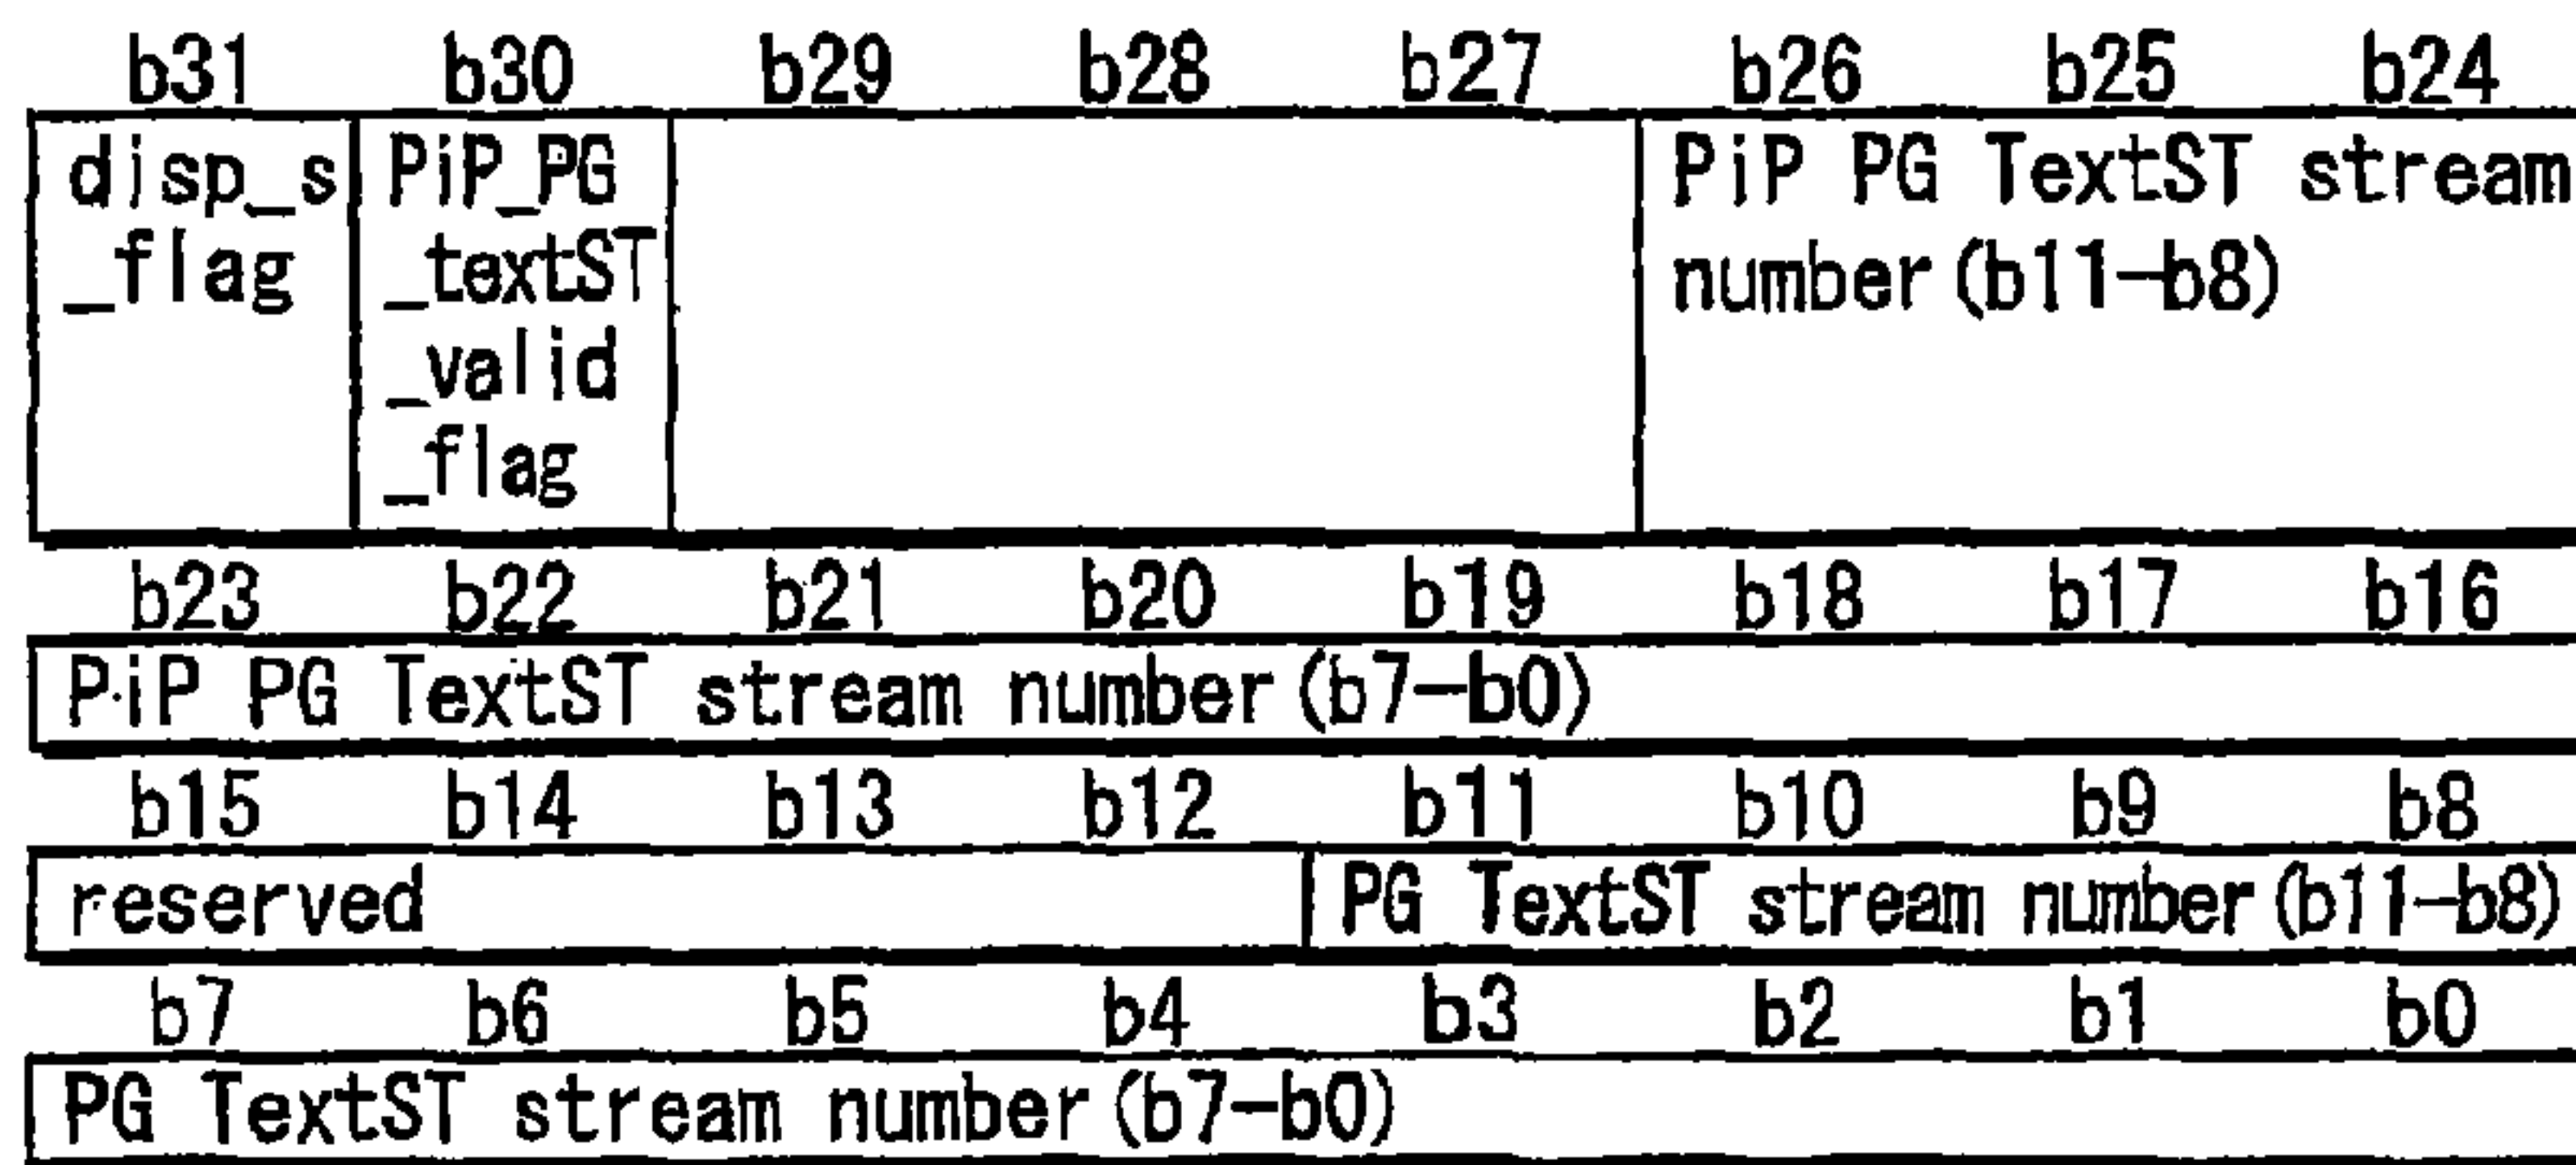 b31 b30 b29 b28 b27 b26 b25 b24
disp_s PiP_PG PiP PG TextST stream
_flag _textST number(b11-b8)
_valid
_flag
b23 b22 b21 b20 b19 b18 b17 b16
PiP PG TextST stream number(b7-b0)
b15 b14 b13 b12 b11 b10 b9 b8
reserved PG TextST stream number(b11-b8)
b7 b6 b5 b4 b3 b2 b1 b0
PG TextST stream number(b7-b0)